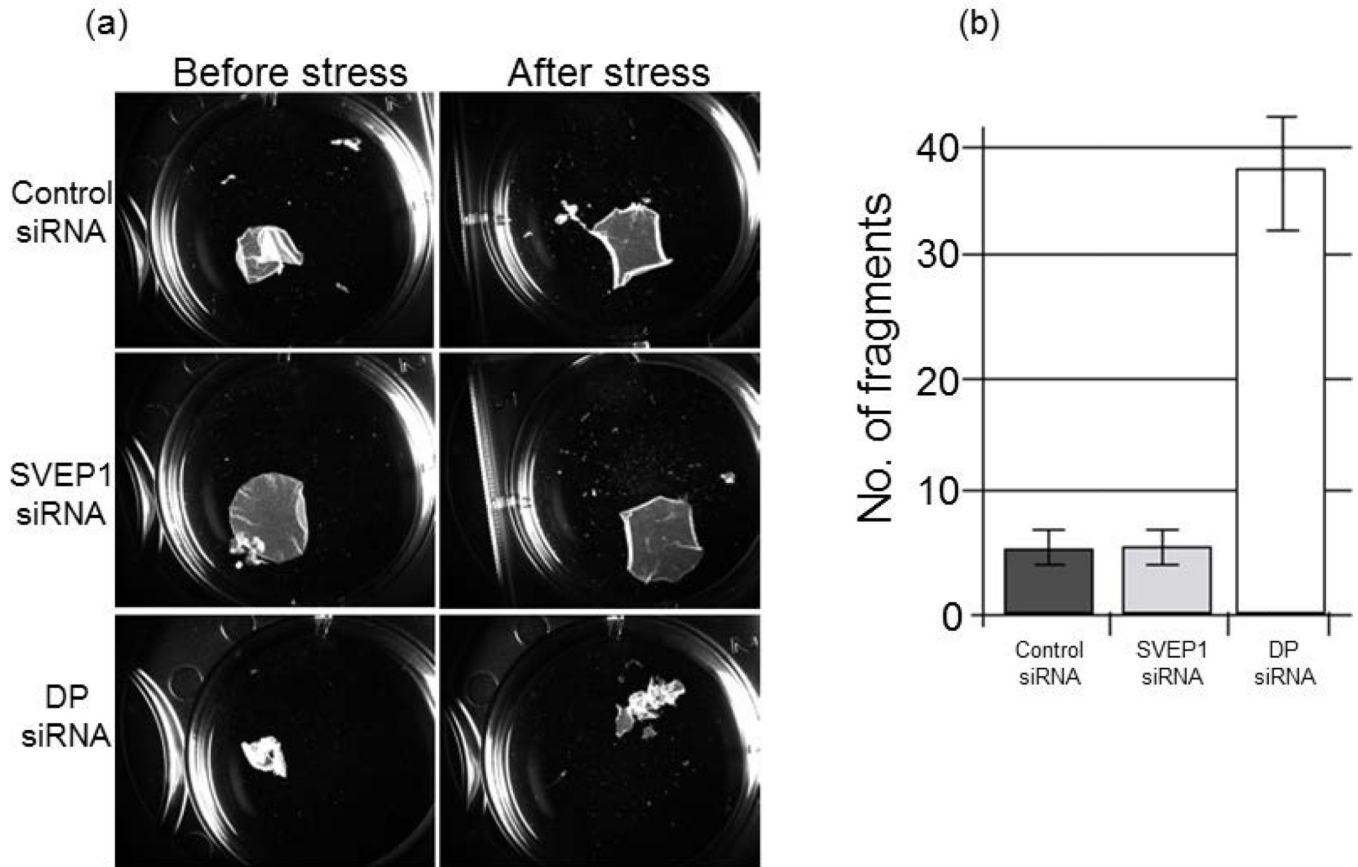 (a)
Before stress
After stress
Control
siRNA
SVEP1
siRNA
DP
siRNA
(b)
No. of fragments
40
30
20
10
0
Control
siRNA
SVEP1
siRNA
DP
siRNA